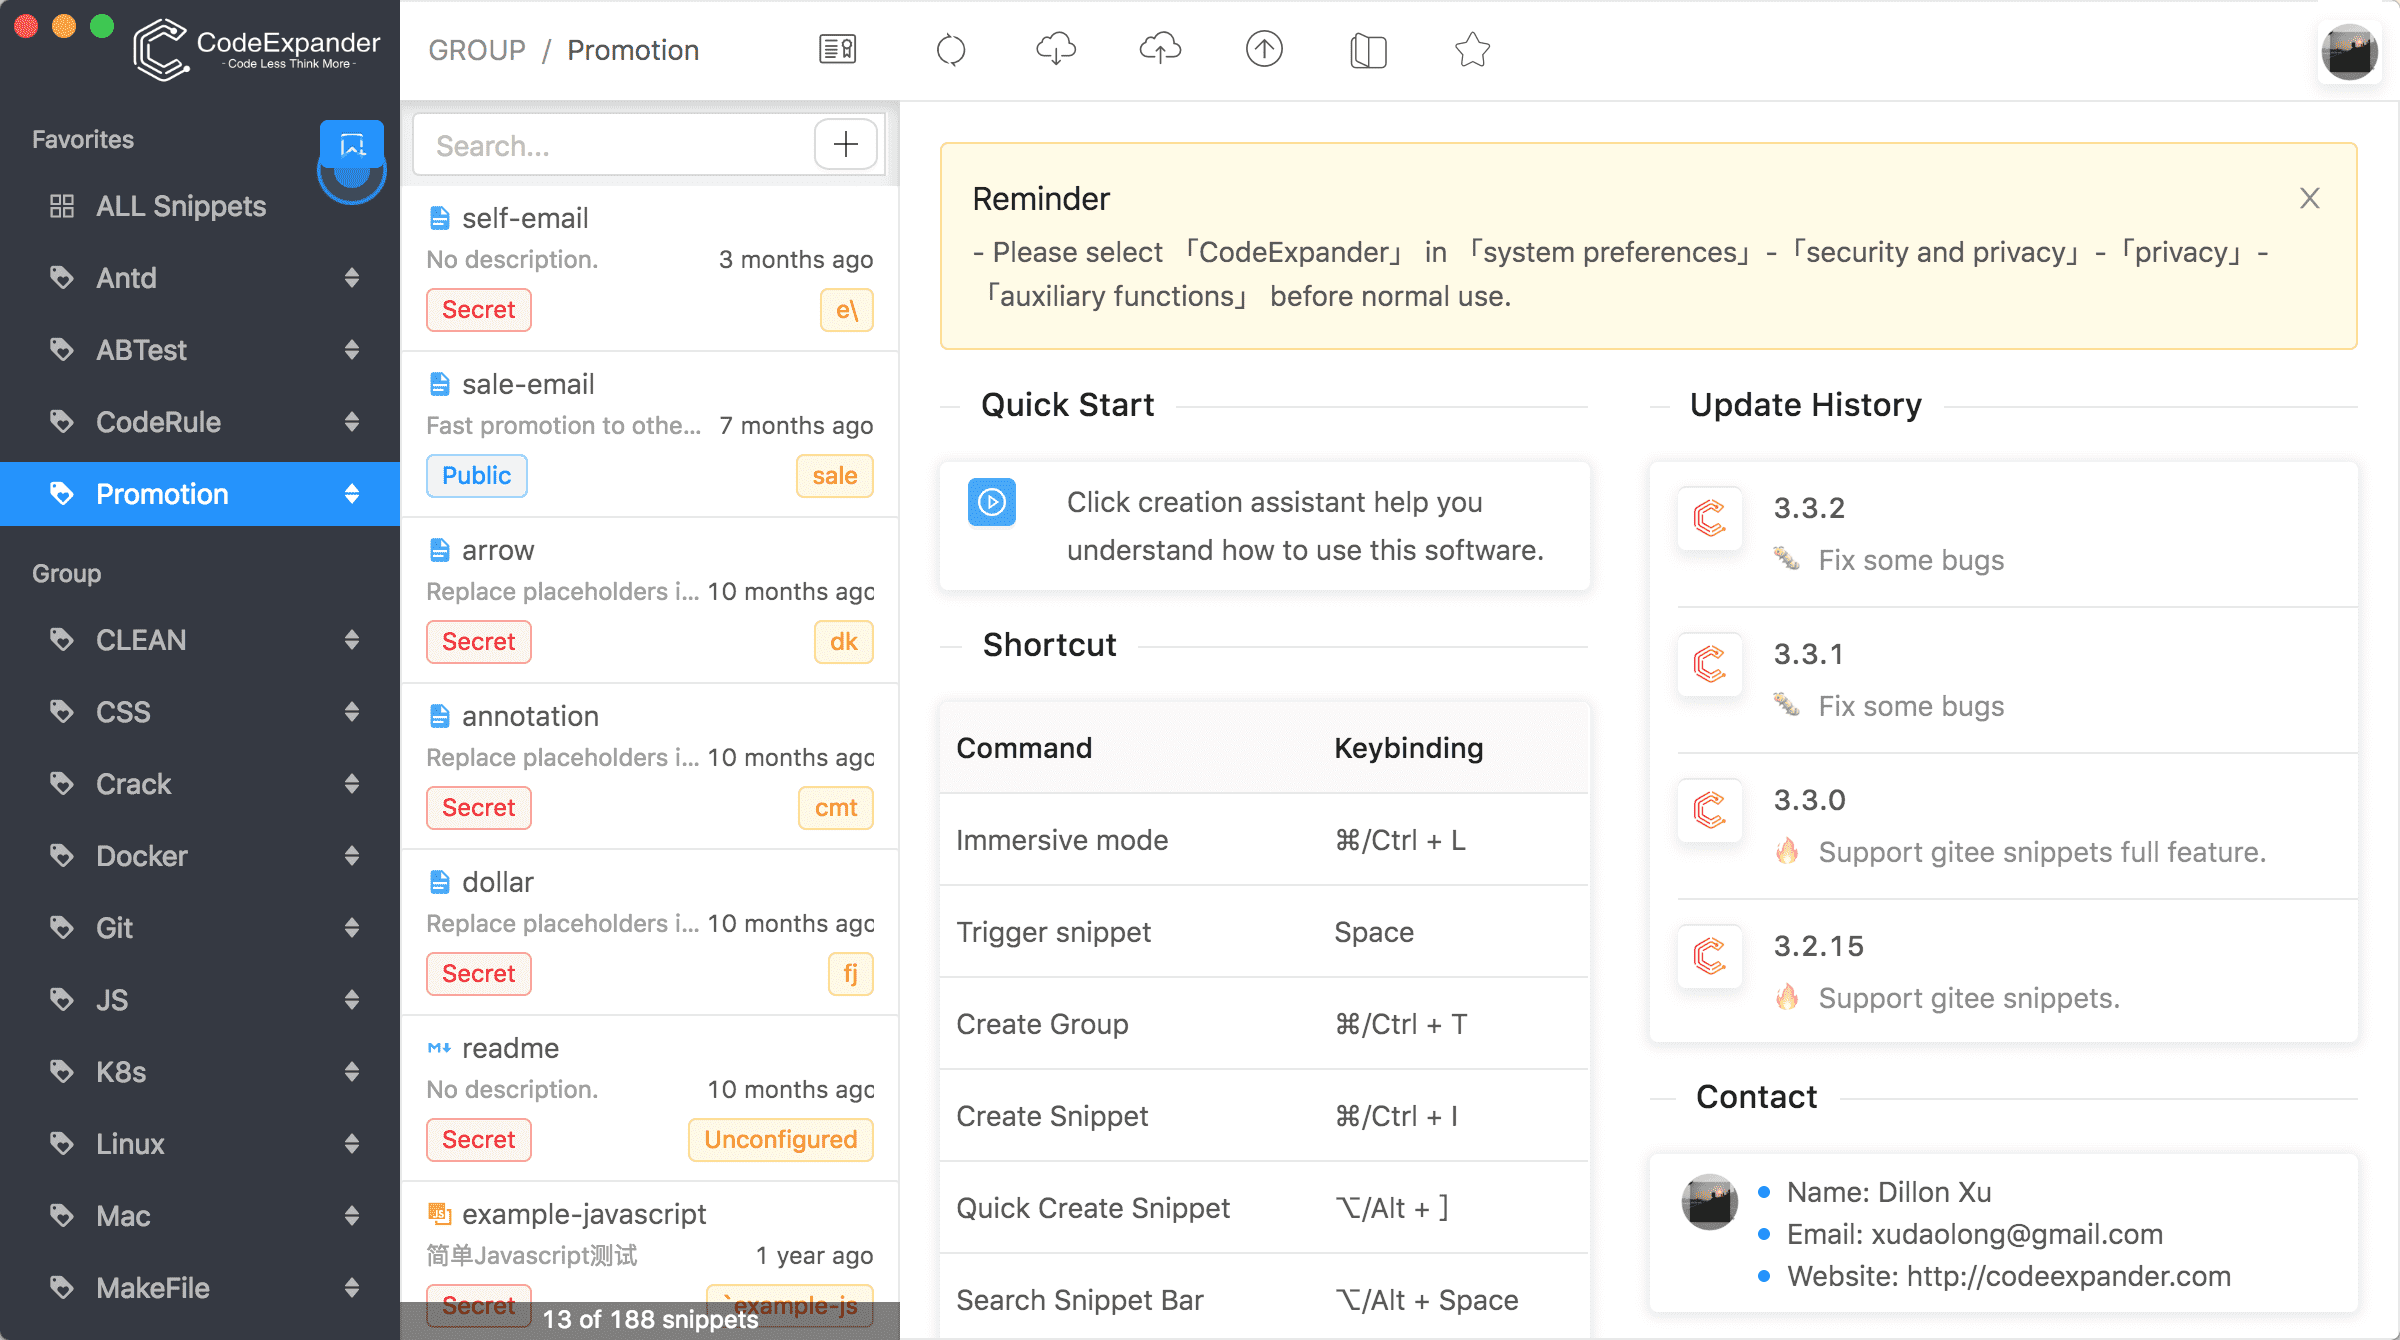 CodeExpander
- Code Less Think More -
GROUP / Promotion
Favorites
ALL Snippets
Antd
ABTest
CodeRule
Promotion
Group
CLEAN
CSS
Crack
Docker
Git
JS
K8s
Linux
Mac
MakeFile
Search...
self-email
No description. 3 months ago
Secret e\
sale-email
Fast promotion to othe... 7 months ago
Public sale
arrow
Replace placeholders i... 10 months ago
Secret dk
annotation
Replace placeholders i... 10 months ago
Secret cmt
dollar
Replace placeholders i... 10 months ago
Secret fj
readme
No description. 10 months ago
Secret Unconfigured
example-javascript
简单Javascript测试 1 year ago
Secret `example-js
13 of 188 snippets
Reminder
- Please select 「CodeExpander」 in 「system preferences」-「security and privacy」-「privacy」-
「auxiliary functions」 before normal use.
Quick Start
Click creation assistant help you
understand how to use this software.
Shortcut
Command Keybinding
Immersive mode ⌘/Ctrl + L
Trigger snippet Space
Create Group ⌘/Ctrl + T
Create Snippet ⌘/Ctrl + I
Quick Create Snippet ⌥/Alt + ]
Search Snippet Bar ⌥/Alt + Space
Update History
3.3.2
🐛 Fix some bugs
3.3.1
🐛 Fix some bugs
3.3.0
🔥 Support gitee snippets full feature.
3.2.15
🔥 Support gitee snippets.
Contact
Name: Dillon Xu
Email: xudaolong@gmail.com
Website: http://codeexpander.com